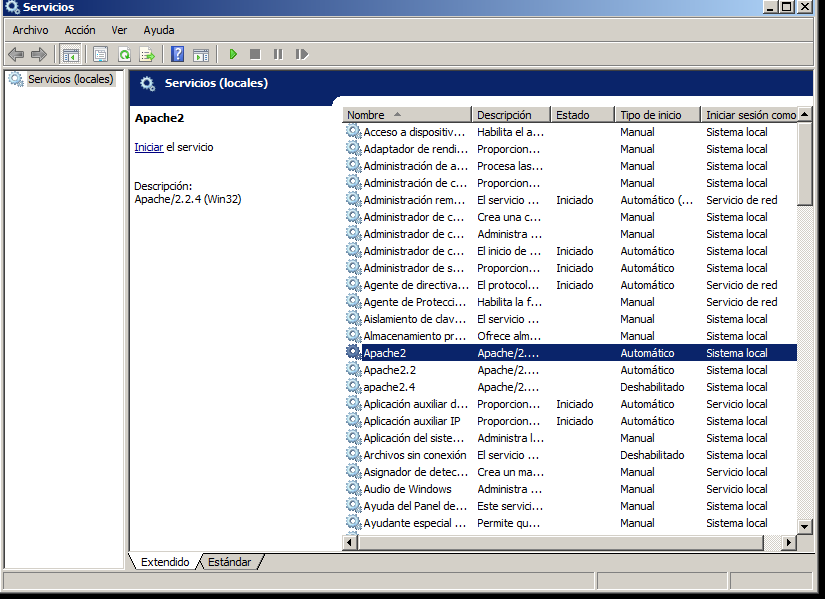 Servicios
Archivo Acción Ver Ayuda
Servicios (locales)
Servicios (locales)
Apache2
Iniciar el servicio
Descripción:
Apache/2.2.4 (Win32)
Nombre Descripción Estado Tipo de inicio Iniciar sesión como
Acceso a dispositiv... Habilita el a... Manual Sistema local
Adaptador de rendi... Proporcion... Manual Sistema local
Administración de a... Procesa las... Manual Sistema local
Administración de c... Proporcion... Manual Sistema local
Administración rem... El servicio ... Iniciado Automático (... Servicio de red
Administrador de c... Crea una c... Manual Sistema local
Administrador de c... Administra ... Manual Sistema local
Administrador de c... El inicio de ... Iniciado Automático Sistema local
Administrador de s... Proporcion... Iniciado Automático Sistema local
Agente de directiva... El protocol... Iniciado Automático Servicio de red
Agente de Protecci... Habilita la f... Manual Servicio de red
Aislamiento de clav... El servicio ... Manual Sistema local
Almacenamiento pr... Ofrece alm... Manual Sistema local
Apache2 Apache/2.... Automático Sistema local
Apache2.2 Apache/2.... Automático Sistema local
apache2.4 Apache/2.... Deshabilitado Sistema local
Aplicación auxiliar d... Proporcion... Iniciado Automático Servicio local
Aplicación auxiliar IP Proporcion... Iniciado Automático Sistema local
Aplicación del siste... Administra l... Manual Sistema local
Archivos sin conexión El servicio ... Deshabilitado Sistema local
Asignador de detec... Crea un ma... Manual Servicio local
Audio de Windows Administra ... Manual Servicio local
Ayuda del Panel de... Este servici... Manual Sistema local
Ayudante especial ... Permite qu... Manual Sistema local
Extendido Estándar